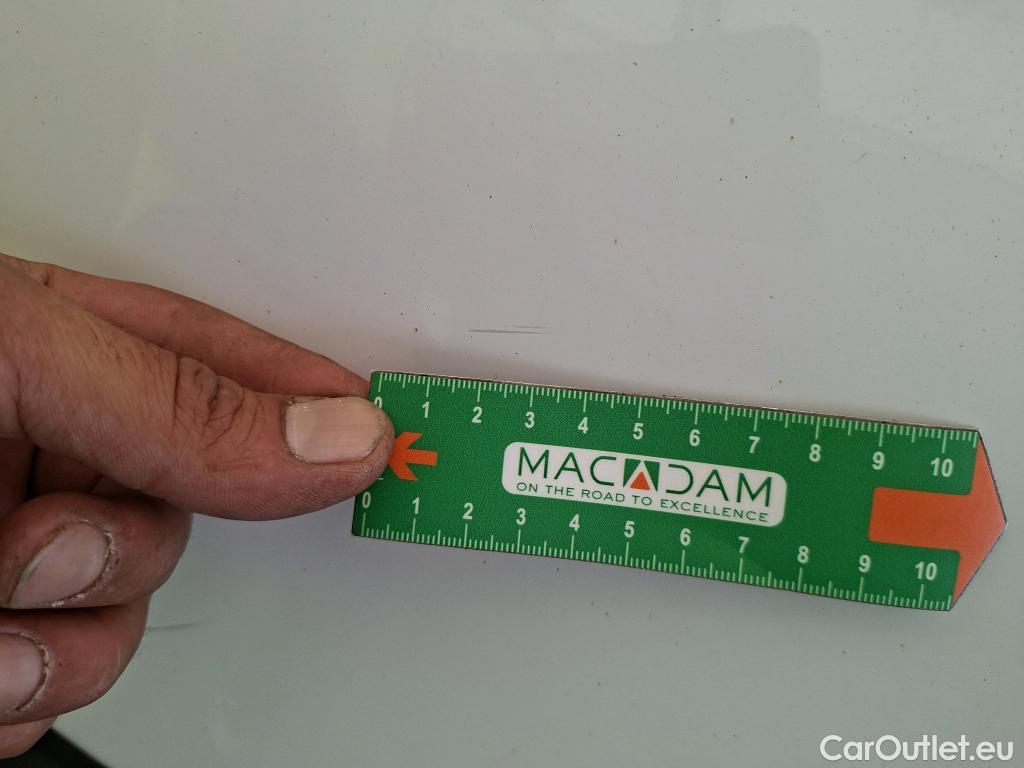 0 1 2 3 4 5 6 7 8 9 10
MACADAM
ON THE ROAD TO EXCELLENCE
0 1 2 3 4 5 6 7 8 9 10
CarOutlet.eu